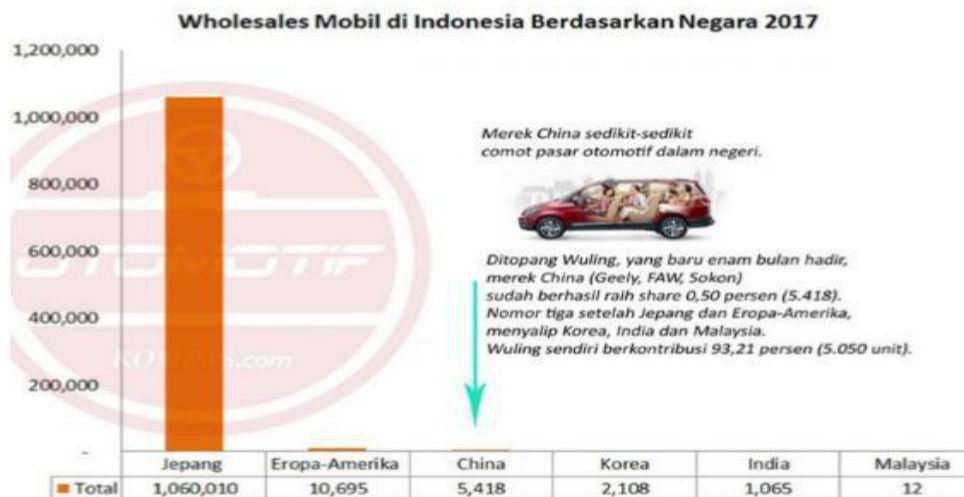 Wholesales Mobil di Indonesia Berdasarkan Negara 2017
1,200,000
1,000,000
800,000
600,000
400,000
200,000
-
Merek China sedikit-sedikit
comot pasar otomotif dalam negeri.
Ditopang Wuling, yang baru enam bulan hadir,
merek China (Geely, FAW, Sokon)
sudah berhasil raih share 0,50 persen (5.418).
Nomor tiga setelah Jepang dan Eropa-Amerika,
menyalip Korea, India dan Malaysia.
Wuling sendiri berkontribusi 93,21 persen (5.050 unit).
OTOMOTIF
KOMPAS.com
Jepang Eropa-Amerika China Korea India Malaysia
Total 1,060,010 10,695 5,418 2,108 1,065 12